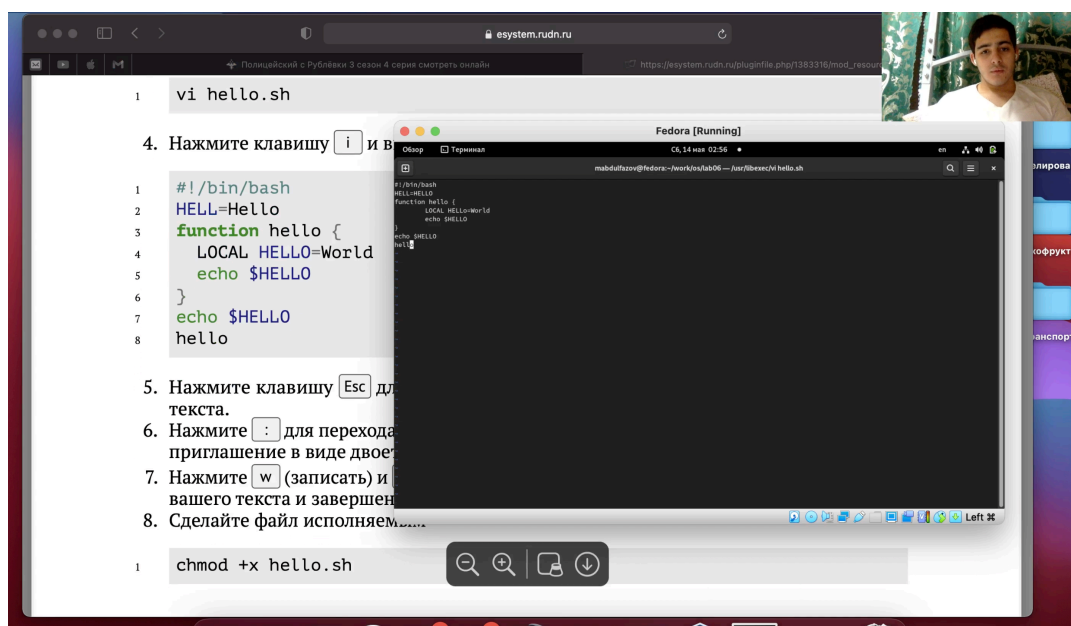 esystem.rudn.ru
Полицейский с Рублёвки 3 сезон 4 серия смотреть онлайн
https://esystem.rudn.ru/pluginfile.php/1383316/mod_resour
1 vi hello.sh
4. Нажмите клавишу i и в
1 #!/bin/bash
2 HELL=Hello
3 function hello {
4 LOCAL HELLO=World
5 echo $HELLO
6 }
7 echo $HELLO
8 hello
5. Нажмите клавишу Esc дл
текста.
6. Нажмите : для перехода
приглашение в виде двоет
7. Нажмите w (записать) и
вашего текста и завершен
8. Сделайте файл исполняем
1 chmod +x hello.sh
Fedora [Running]
Обзор Терминал Сб, 14 мая 02:56 en
mabdulfazov@fedora:~/work/os/lab06 — /usr/libexec/vi hello.sh
#!/bin/bash
HELL=HELLO
function hello {
LOCAL HELLo=World
echo $HELLO
}
echo $HELLO
hello
Left ⌘
лирова
кофрукт
анспор